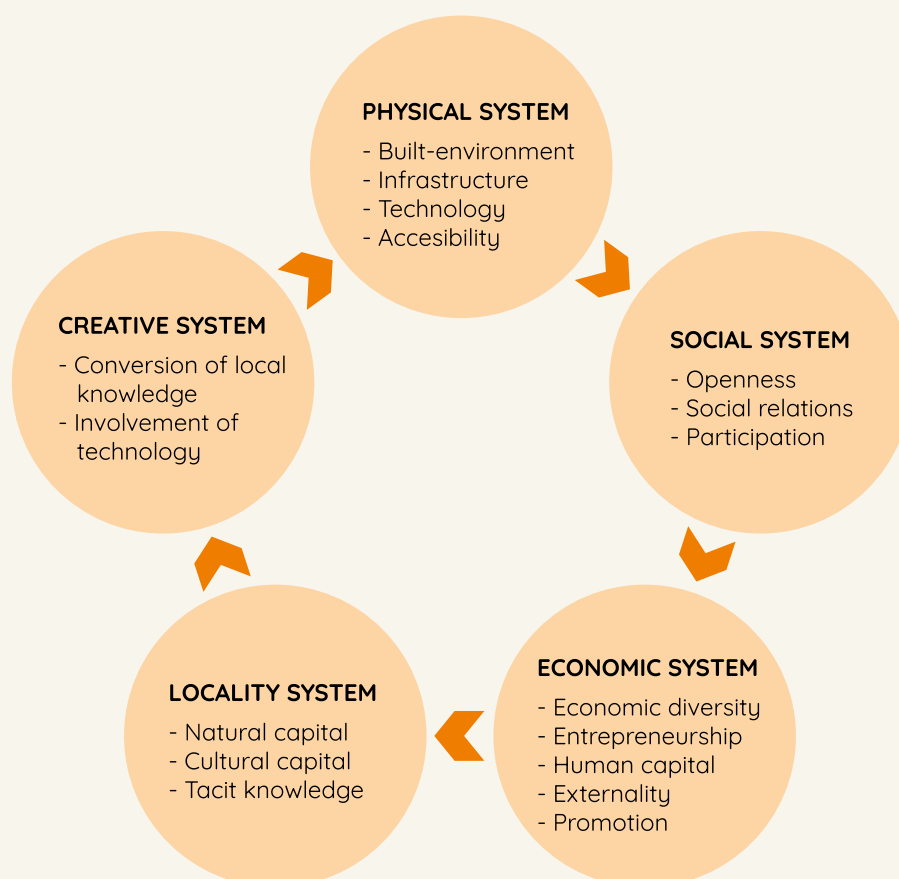 PHYSICAL SYSTEM
- Built-environment
- Infrastructure
- Technology
- Accesibility
SOCIAL SYSTEM
- Openness
- Social relations
- Participation
ECONOMIC SYSTEM
- Economic diversity
- Entrepreneurship
- Human capital
- Externality
- Promotion
LOCALITY SYSTEM
- Natural capital
- Cultural capital
- Tacit knowledge
CREATIVE SYSTEM
- Conversion of local
knowledge
- Involvement of
technology